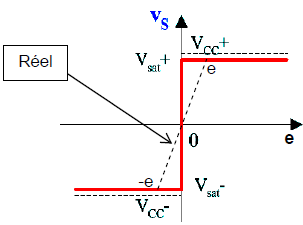 vS
Réel
VCC+
Vsat+
e
0
e
-e
Vsat-
VCC-